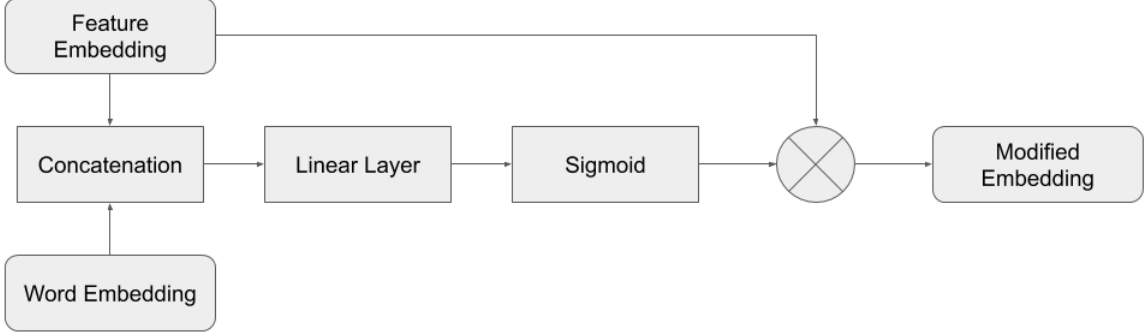 Feature
Embedding
Concatenation
Linear Layer
Sigmoid
Modified
Embedding
Word Embedding